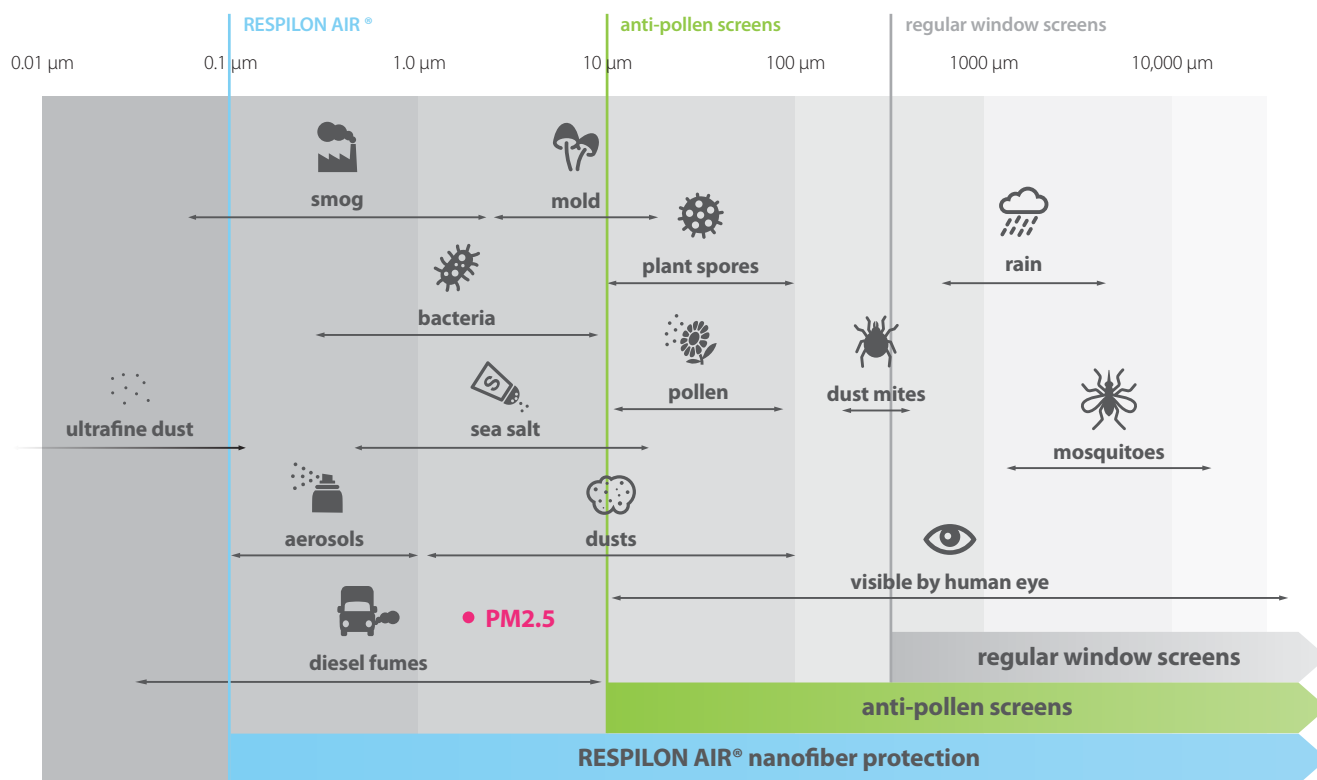 RESPILON AIR ®
anti-pollen screens
regular window screens
0.01 μm
0.1 μm
1.0 μm
10 μm
100 μm
1000 μm
10,000 μm
smog
mold
plant spores
rain
bacteria
pollen
dust mites
ultrafine dust
S
sea salt
mosquitoes
aerosols
dusts
visible by human eye
PM2.5
diesel fumes
regular window screens
anti-pollen screens
RESPILON AIR® nanofiber protection